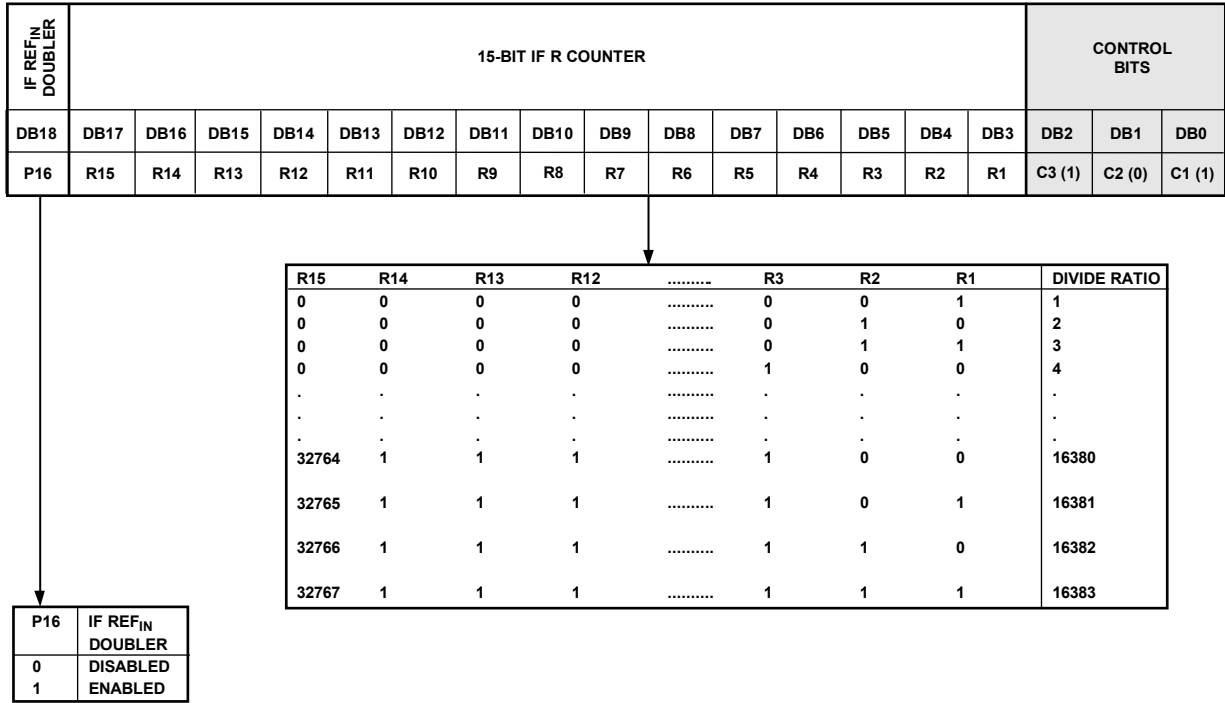 IF REFIN DOUBLER
15-BIT IF R COUNTER
CONTROL
BITS
DB18 DB17 DB16 DB15 DB14 DB13 DB12 DB11 DB10 DB9 DB8 DB7 DB6 DB5 DB4 DB3 DB2 DB1 DB0
P16 R15 R14 R13 R12 R11 R10 R9 R8 R7 R6 R5 R4 R3 R2 R1 C3 (1) C2 (0) C1 (1)
R15 R14 R13 R12 .......... R3 R2 R1 DIVIDE RATIO
0 0 0 0 .......... 0 0 1 1
0 0 0 0 .......... 0 1 0 2
0 0 0 0 .......... 0 1 1 3
0 0 0 0 .......... 1 0 0 4
. . . . .......... . . . .
. . . . .......... . . . .
. . . . .......... . . . .
32764 1 1 1 .......... 1 0 0 16380
32765 1 1 1 .......... 1 0 1 16381
32766 1 1 1 .......... 1 1 0 16382
32767 1 1 1 .......... 1 1 1 16383
P16 IF REFIN
DOUBLER
0 DISABLED
1 ENABLED